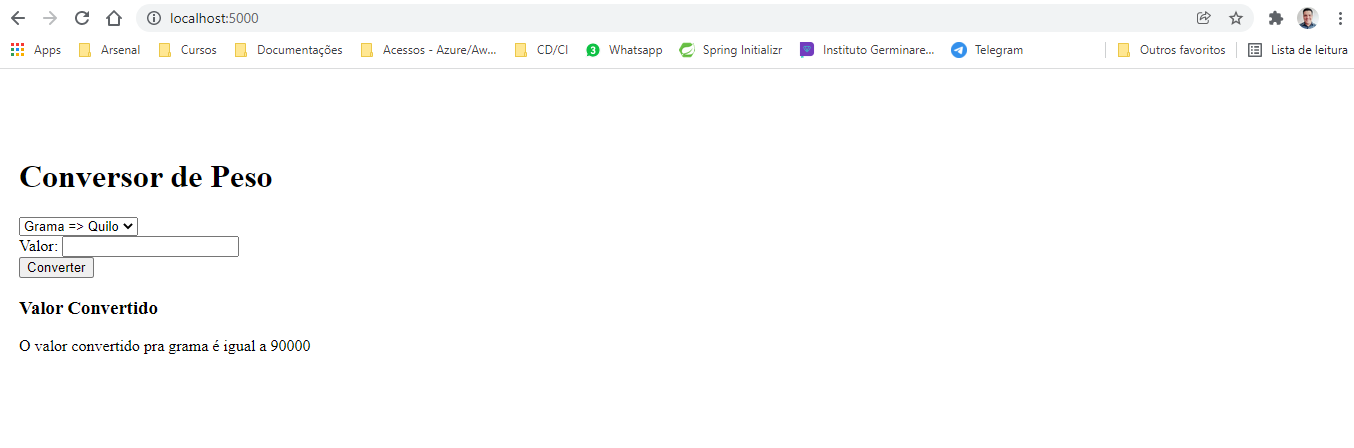 localhost:5000
Apps Arsenal Cursos Documentações Acessos - Azure/Aw... CD/CI 3 Whatsapp Spring Initializr Instituto Germinare... Telegram Outros favoritos Lista de leitura
Conversor de Peso
Grama => Quilo
Valor:
Converter
Valor Convertido
O valor convertido pra grama é igual a 90000